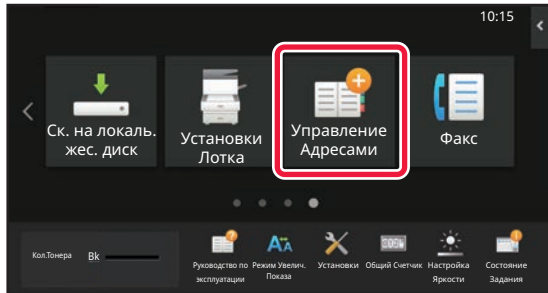 10:15
Ск. на локаль.
жес. диск
Установки
Лотка
Управление
Адресами
Факс
Кол.Тонера
Bk
Руководство по
эксплуатации
Режим Увелич.
Показа
Установки
Общий Счетчик
Настройка
Яркости
Состояние
Задания